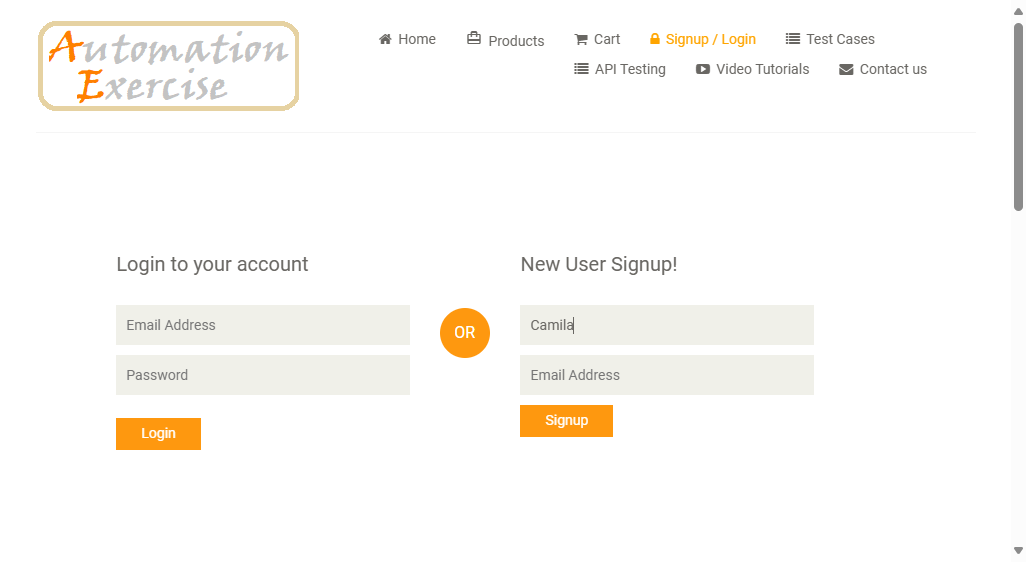 Automation
Exercise
Home
Products
Cart
Signup / Login
Test Cases
API Testing
Video Tutorials
Contact us
Login to your account
Email Address
Password
Login
OR
New User Signup!
Camila
Email Address
Signup